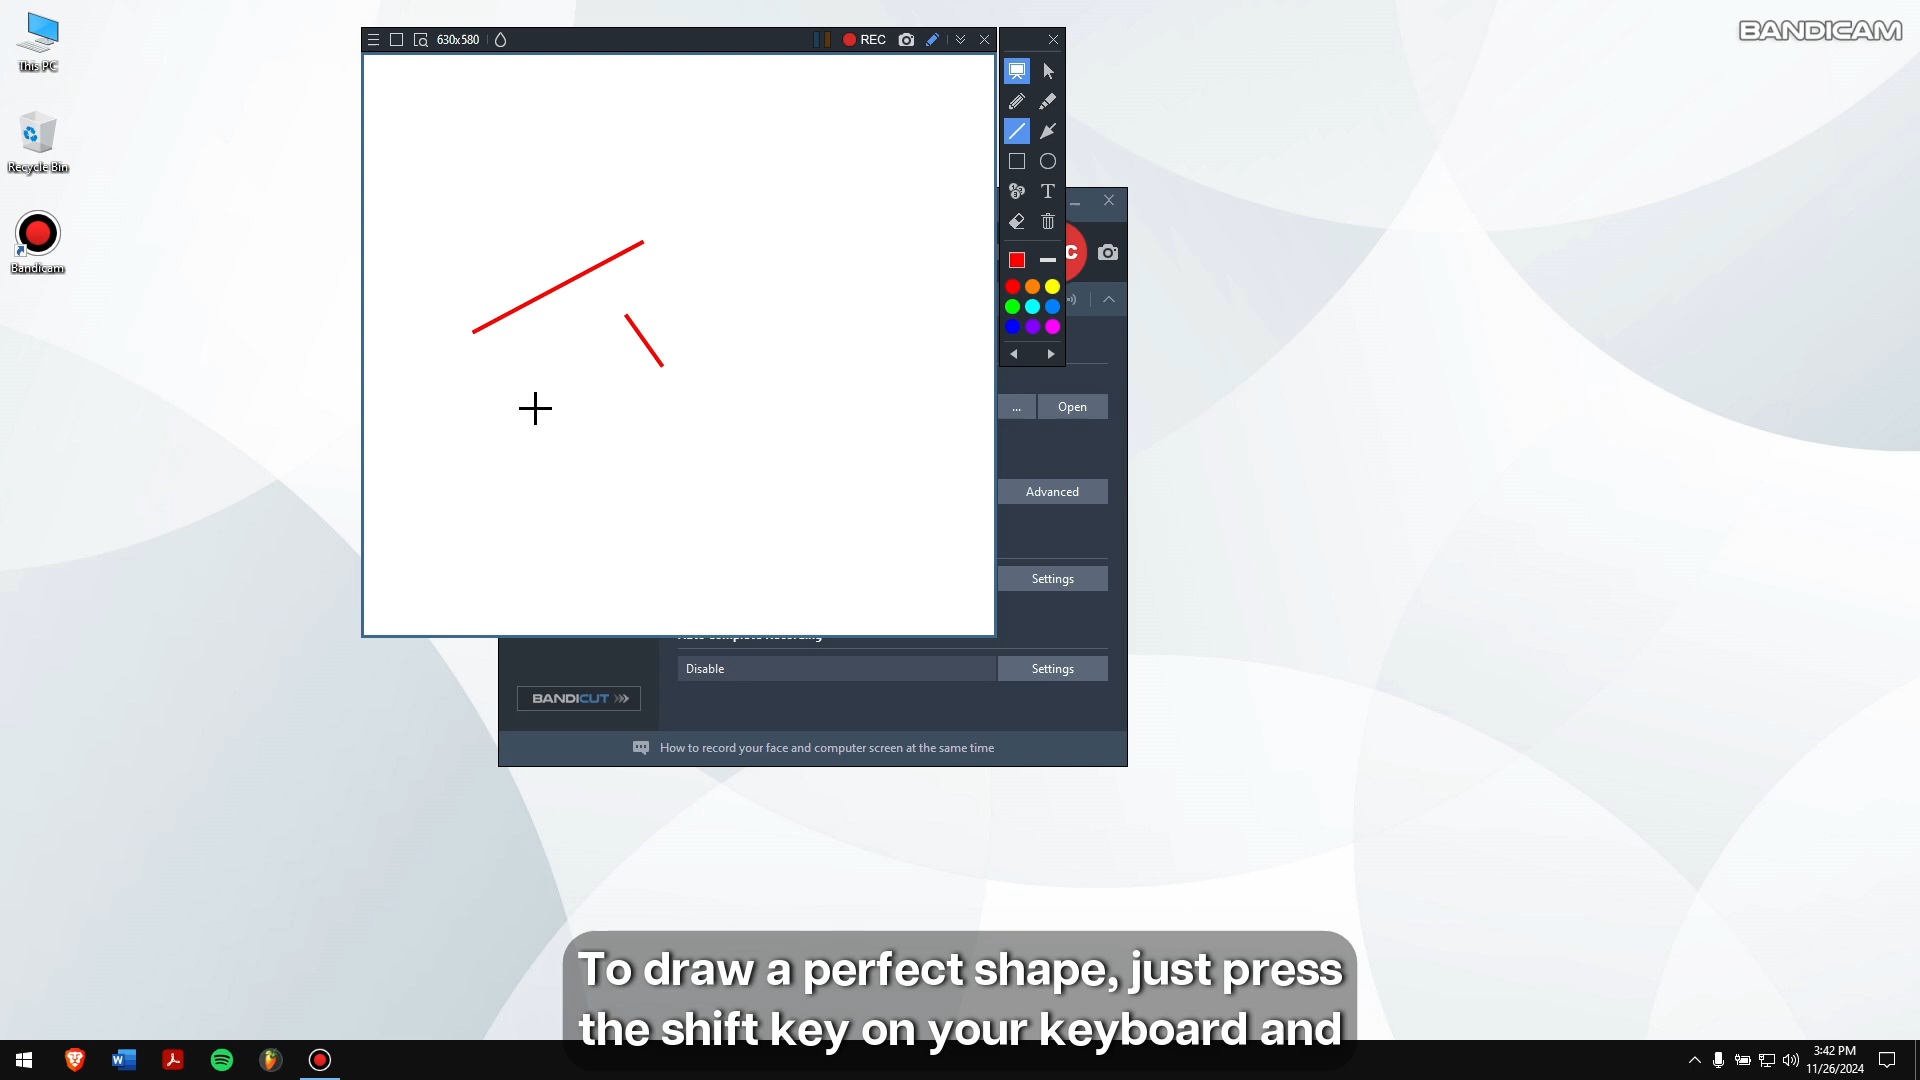 This PC
Recycle Bin
Bandicam
BANDICAM
630x580
REC
T
C
... Open
Advanced
Settings
Disable
Settings
BANDICUT
How to record your face and computer screen at the same time
To draw a perfect shape, just press
the shift key on your keyboard and
3:42 PM
11/26/2024